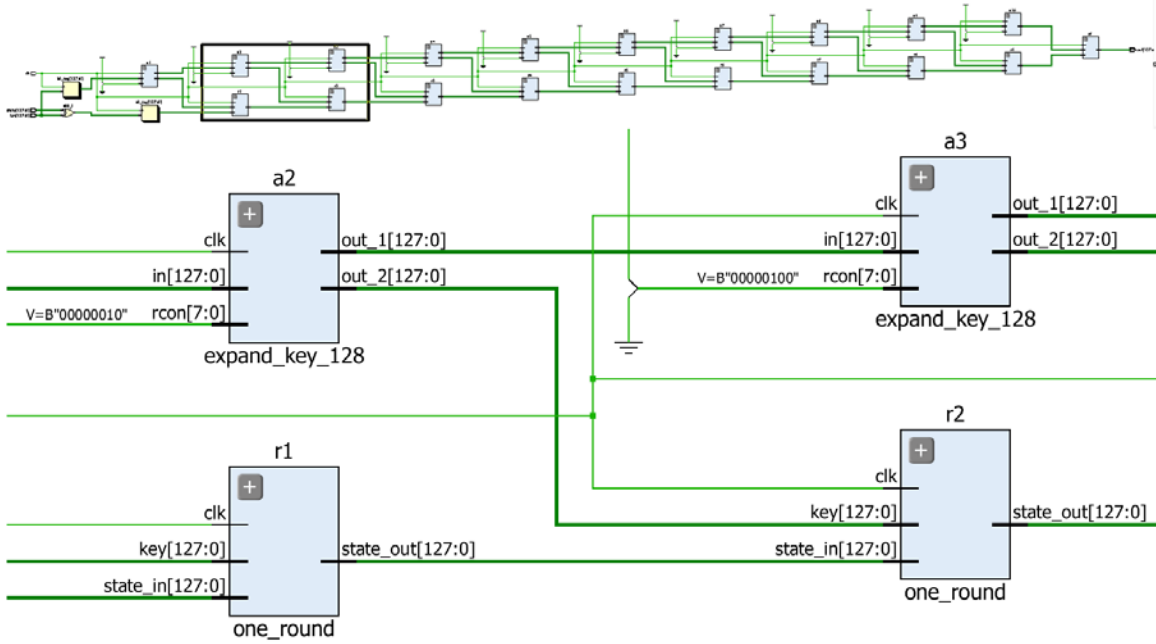 a2
clk
in[127:0]
V=B"00000010" rcon[7:0]
out_1[127:0]
out_2[127:0]
expand_key_128
a3
clk
in[127:0]
V=B"00000100" rcon[7:0]
out_1[127:0]
out_2[127:0]
expand_key_128
r1
clk
key[127:0]
state_in[127:0]
state_out[127:0]
one_round
r2
clk
key[127:0]
state_in[127:0]
state_out[127:0]
one_round